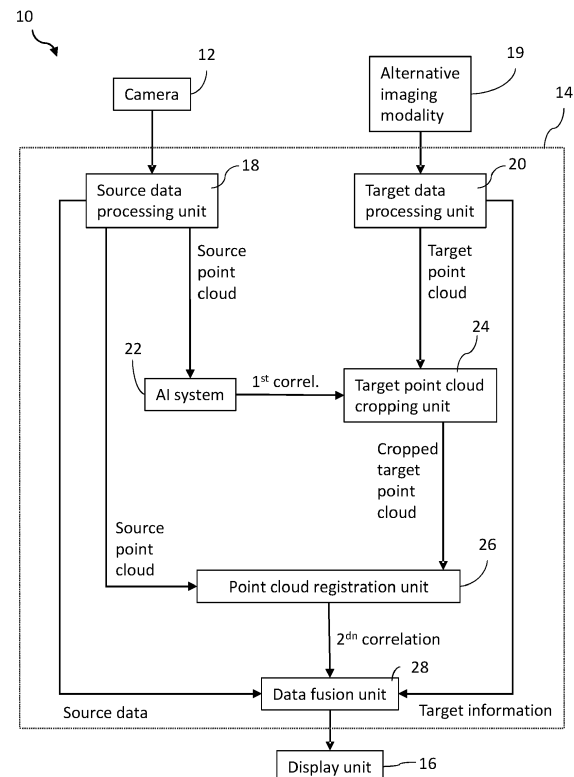 10
12
Camera
19
Alternative
imaging
modality
14
18
Source data
processing unit
20
Target data
processing unit
Source
point
cloud
Target
point
cloud
22
AI system
1st correl.
24
Target point cloud
cropping unit
Cropped
target
point
cloud
Source
point
cloud
26
Point cloud registration unit
2dn correlation
28
Data fusion unit
Source data
Target information
Display unit
16